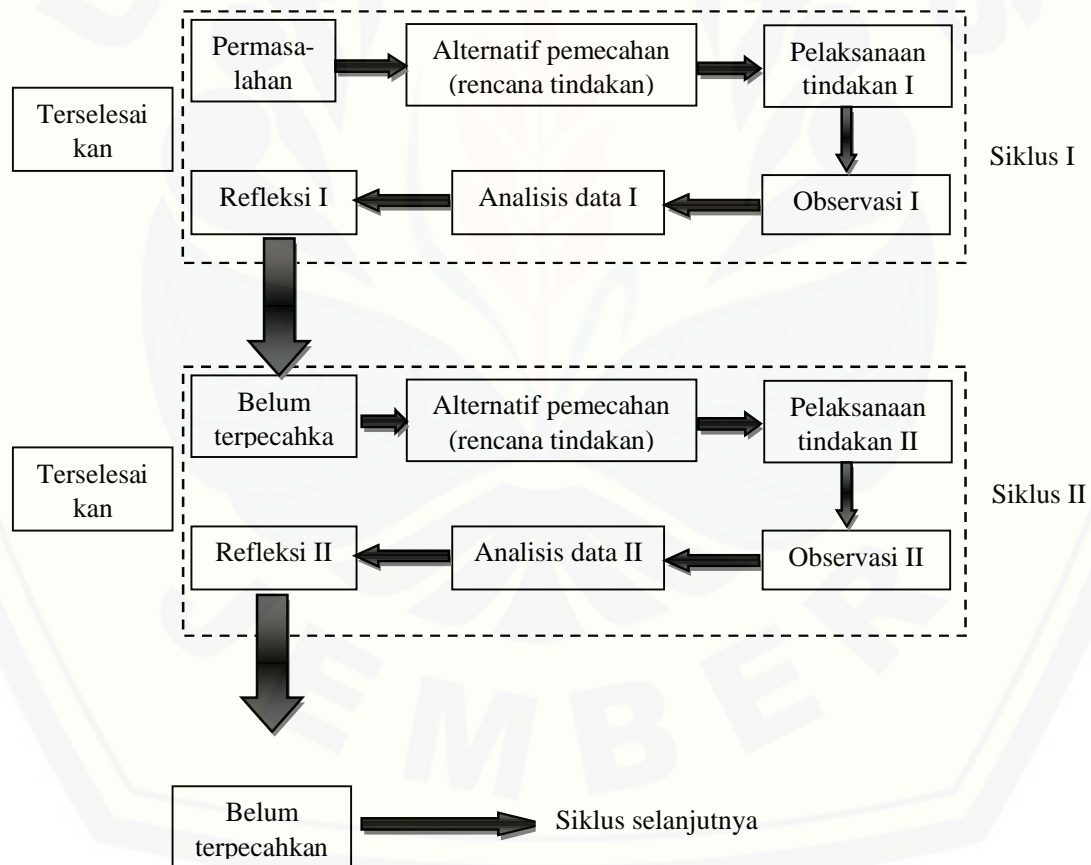 Permasa-
lahan
Alternatif pemecahan
(rencana tindakan)
Pelaksanaan
tindakan I
Terselesai
kan
Siklus I
Refleksi I
Analisis data I
Observasi I
Belum
terpecahka
Alternatif pemecahan
(rencana tindakan)
Pelaksanaan
tindakan II
Terselesai
kan
Siklus II
Refleksi II
Analisis data II
Observasi II
JEMBER
Belum
terpecahkan
Siklus selanjutnya